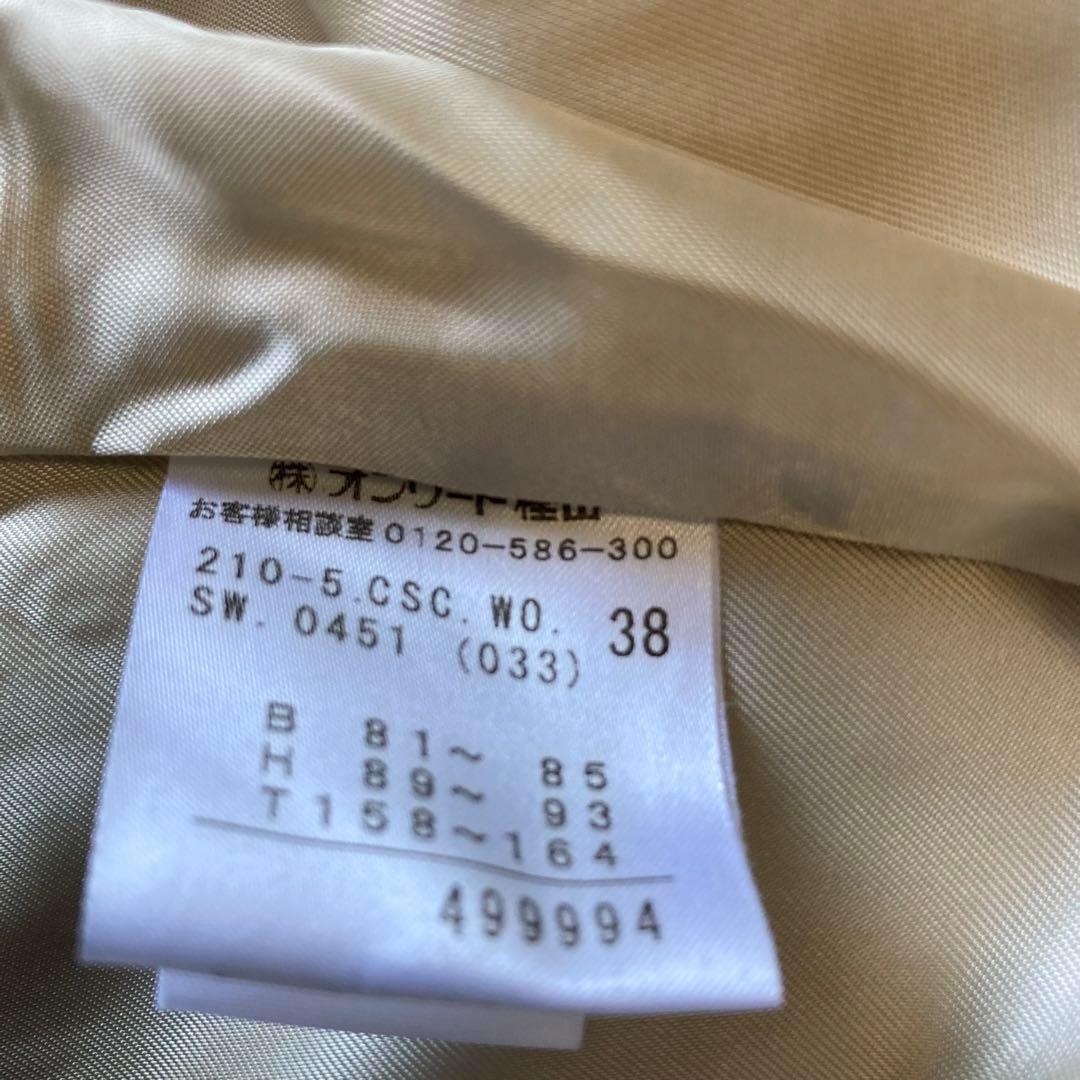 (株)オンワード樫山
お客様相談室 0120-586-300
210-5.CSC.WO.
SW. 0451 (033)
38
B 81~ 85
H 89~ 93
T158~164
499994